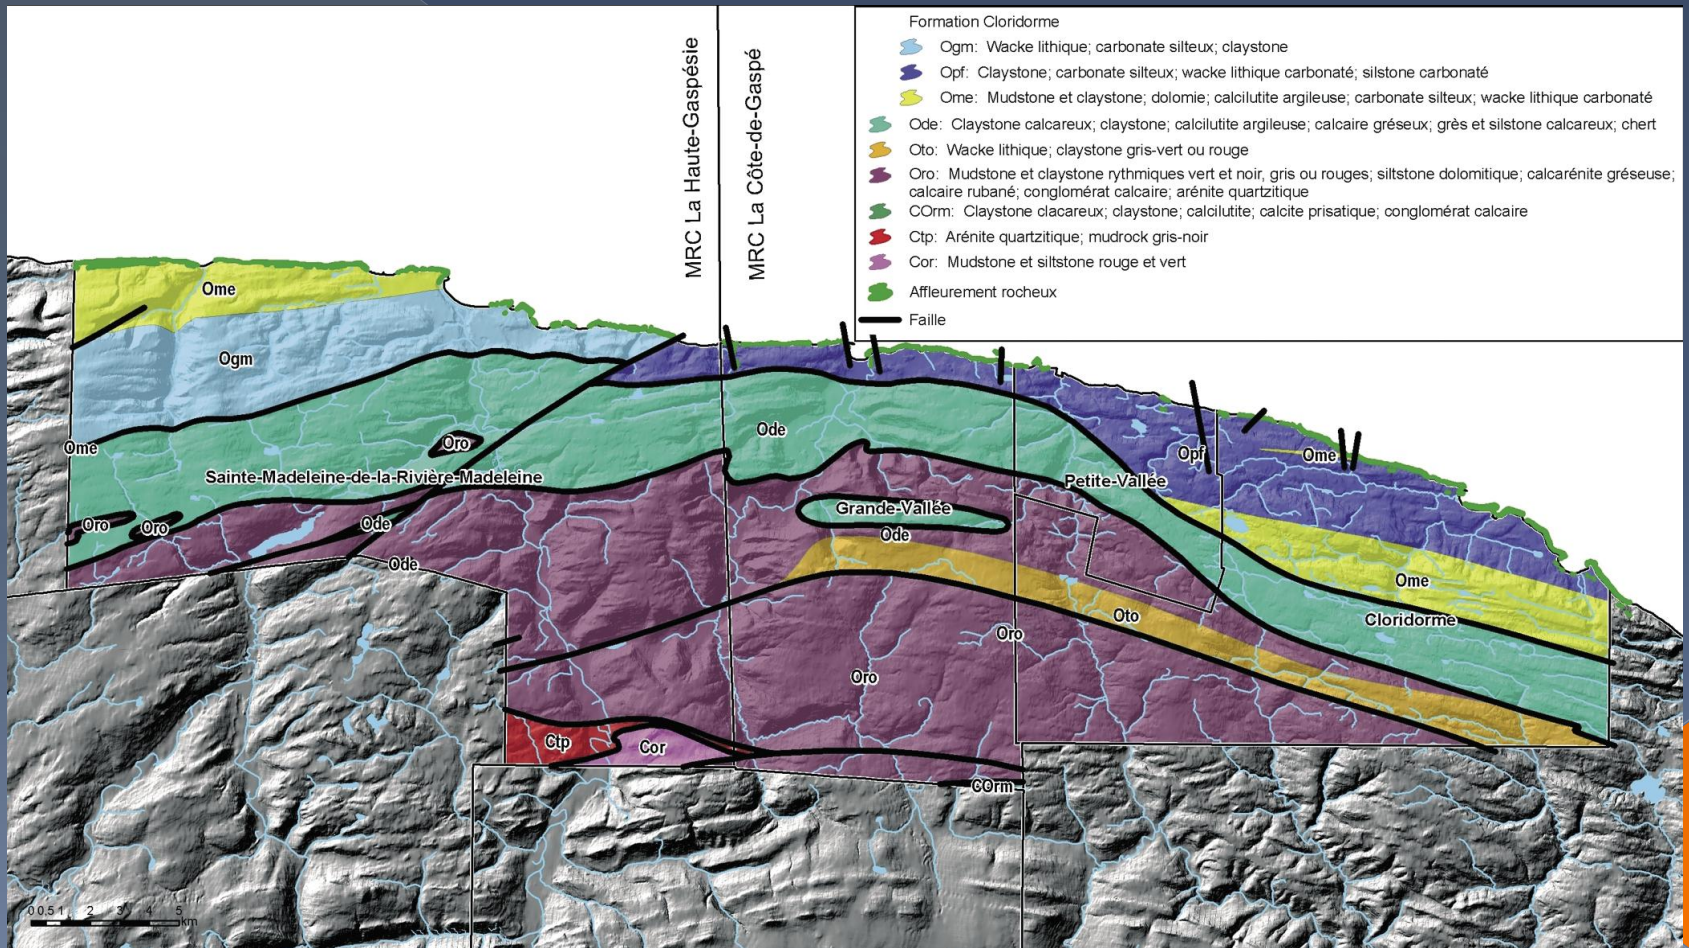 Formation Cloridorme
Ogm: Wacke lithique; carbonate silteux; claystone
Opf: Claystone; carbonate silteux; wacke lithique carbonaté; silstone carbonaté
Ome: Mudstone et claystone; dolomie; calcilutite argileuse; carbonate silteux; wacke lithique carbonaté
Ode: Claystone calcareux; claystone; calcilutite argileuse; calcaire gréseux; grès et silstone calcareux; chert
Oto: Wacke lithique; claystone gris-vert ou rouge
Oro: Mudstone et claystone rythmiques vert et noir, gris ou rouges; siltstone dolomitique; calcarénite gréseuse;
calcaire rubané; conglomérat calcaire; arénite quartzitique
COrm: Claystone clacareux; claystone; calcilutite; calcite prisatique; conglomérat calcaire
Ctp: Arénite quartzitique; mudrock gris-noir
Cor: Mudstone et siltstone rouge et vert
Affleurement rocheux
Faille
MRC La Haute-Gaspésie
MRC La Côte-de-Gaspé
Ome
Ogm
Ode
Oro
Ome
Opf
Ome
Sainte-Madeleine-de-la-Rivière-Madeleine
Petite-Vallée
Grande-Vallée
Oro
Oro
Ode
Ode
Ode
Ome
Oto
Cloridorme
Oro
Oro
Ctp
Cor
COrm
0 0.5 1 2 3 4 5
km